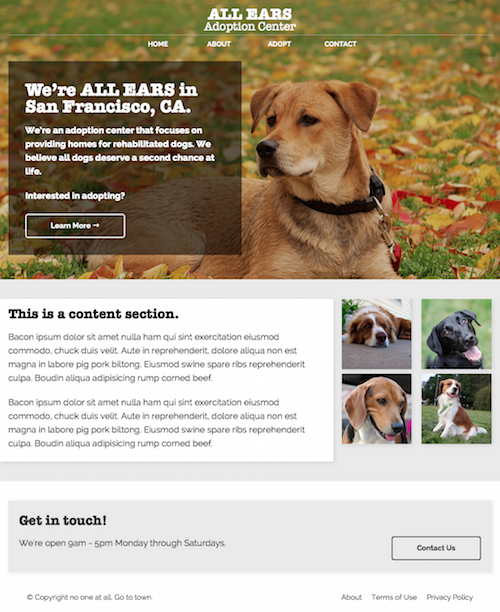 ALL EARS
Adoption Center
HOME ABOUT ADOPT CONTACT
We're ALL EARS in
San Francisco, CA.
We're an adoption center that focuses on
providing homes for rehabilitated dogs. We
believe all dogs deserve a second chance at
life.
Interested in adopting?
Learn More →
This is a content section.
Bacon ipsum dolor sit amet nulla ham qui sint exercitation eiusmod
commodo, chuck duis velit. Aute in reprehenderit, dolore aliqua non est
magna in labore pig pork biltong. Eiusmod swine spare ribs reprehenderit
culpa. Boudin aliqua adipisicing rump corned beef.
Bacon ipsum dolor sit amet nulla ham qui sint exercitation eiusmod
commodo, chuck duis velit. Aute in reprehenderit, dolore aliqua non est
magna in labore pig pork biltong. Eiusmod swine spare ribs reprehenderit
culpa. Boudin aliqua adipisicing rump corned beef.
Get in touch!
We're open 9am - 5pm Monday through Saturdays.
Contact Us
© Copyright no one at all. Go to town. About Terms of Use Privacy Policy